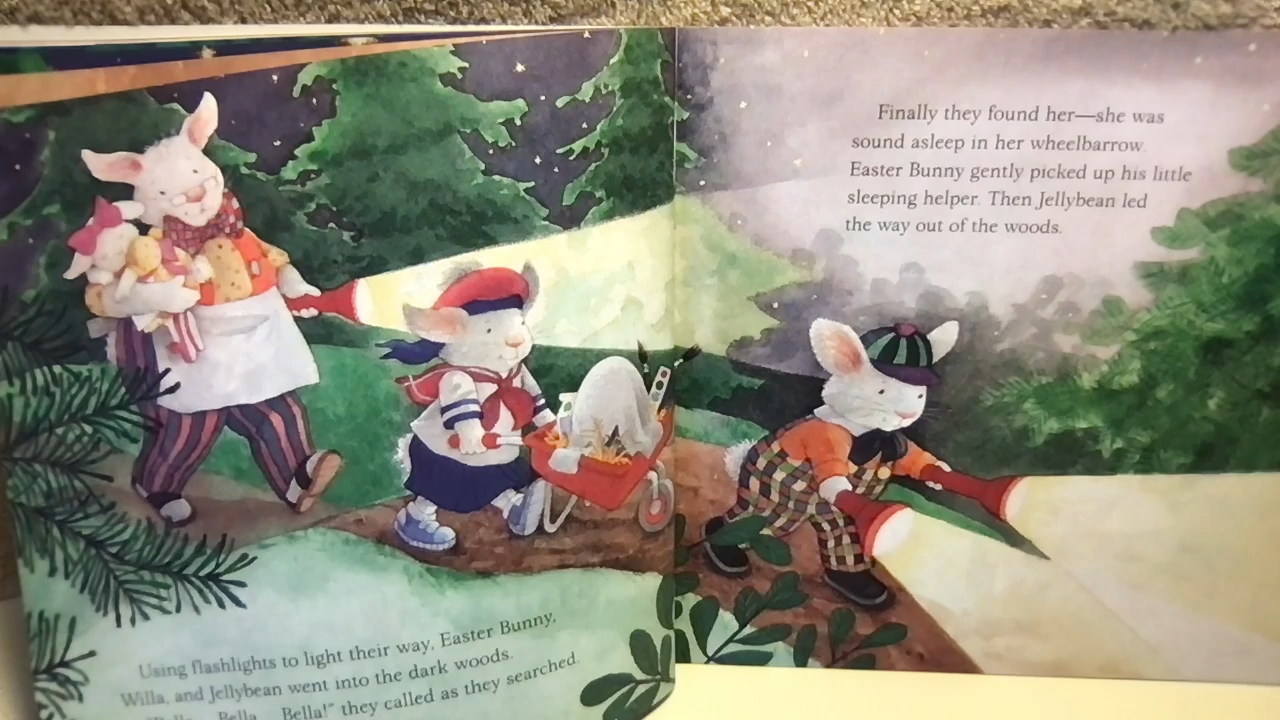 Using flashlights to light their way, Easter Bunny,
Willa, and Jellybean went into the dark woods.
Bella... Bella!" they called as they searched.
Finally they found her—she was
sound asleep in her wheelbarrow.
Easter Bunny gently picked up his little
sleeping helper. Then Jellybean led
the way out of the woods.